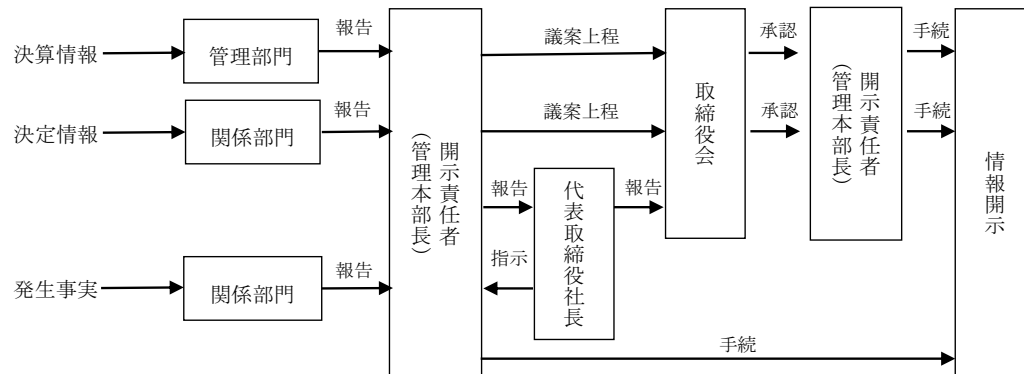 決算情報
管理部門
報告
議案上程
承認
手続
決定情報
関係部門
報告
議案上程
承認
手続
開示責任者
(管理本部長)
取締役会
開示責任者
(管理本部長)
情報開示
報告
代表取締役社長
報告
指示
発生事実
関係部門
報告
手続